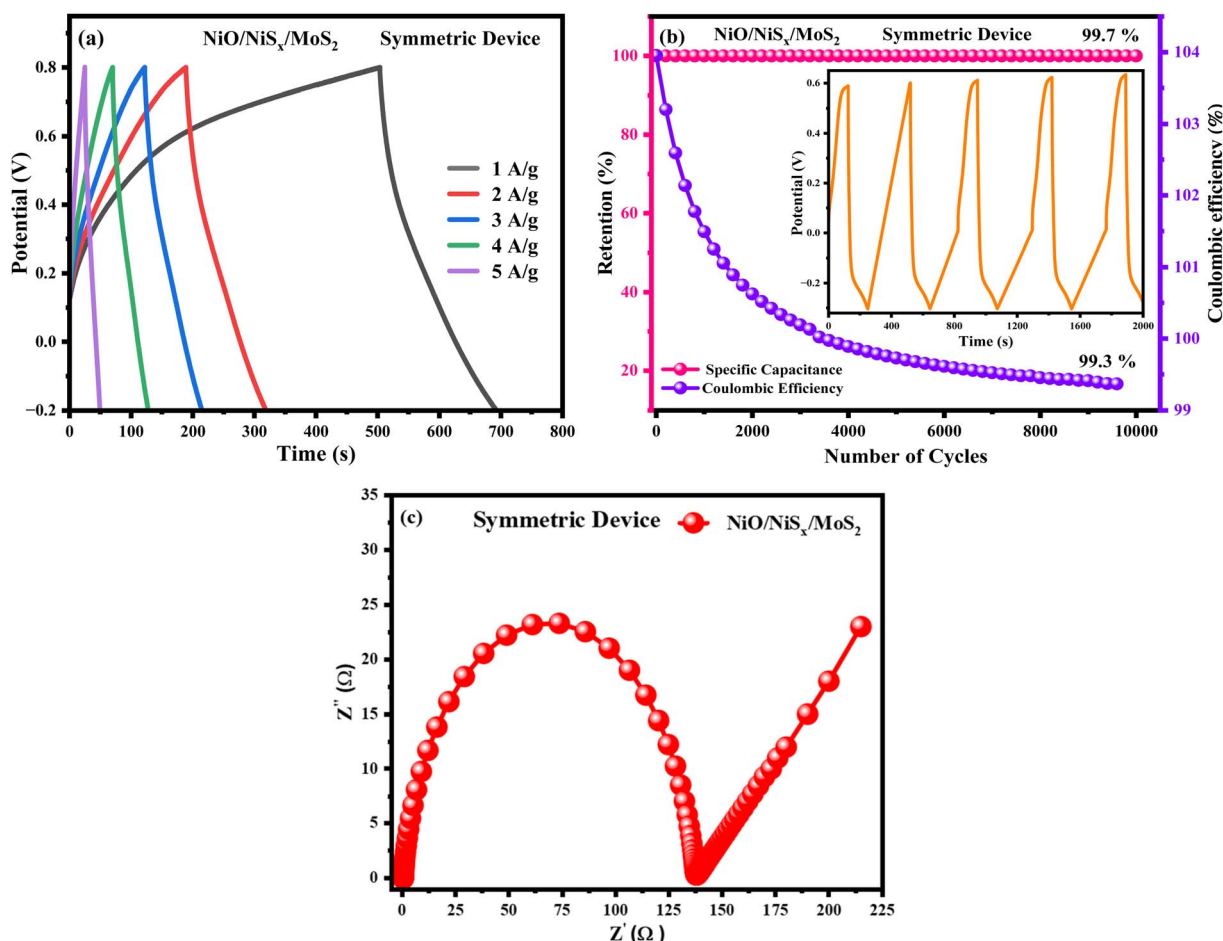 (a) NiO/NiSx/MoS2 Symmetric Device
Potential (V)
0.8
0.6
0.4
0.2
0.0
−0.2
1 A/g
2 A/g
3 A/g
4 A/g
5 A/g
0 100 200 300 400 500 600 700 800
Time (s)
(b) NiO/NiSx/MoS2 Symmetric Device 99.7 %
Retention (%)
100
80
60
40
20
Coulombic efficiency (%)
104
103
102
101
100
99
Potential (V)
0.6
0.4
0.2
0.0
−0.2
0 400 800 1200 1600 2000
Time (s)
99.3 %
Specific Capacitance
Coulombic Efficiency
0 2000 4000 6000 8000 10000
Number of Cycles
(c) Symmetric Device NiO/NiSx/MoS2
Z'' (Ω)
35
30
25
20
15
10
5
0
0 25 50 75 100 125 150 175 200 225
Z' (Ω)